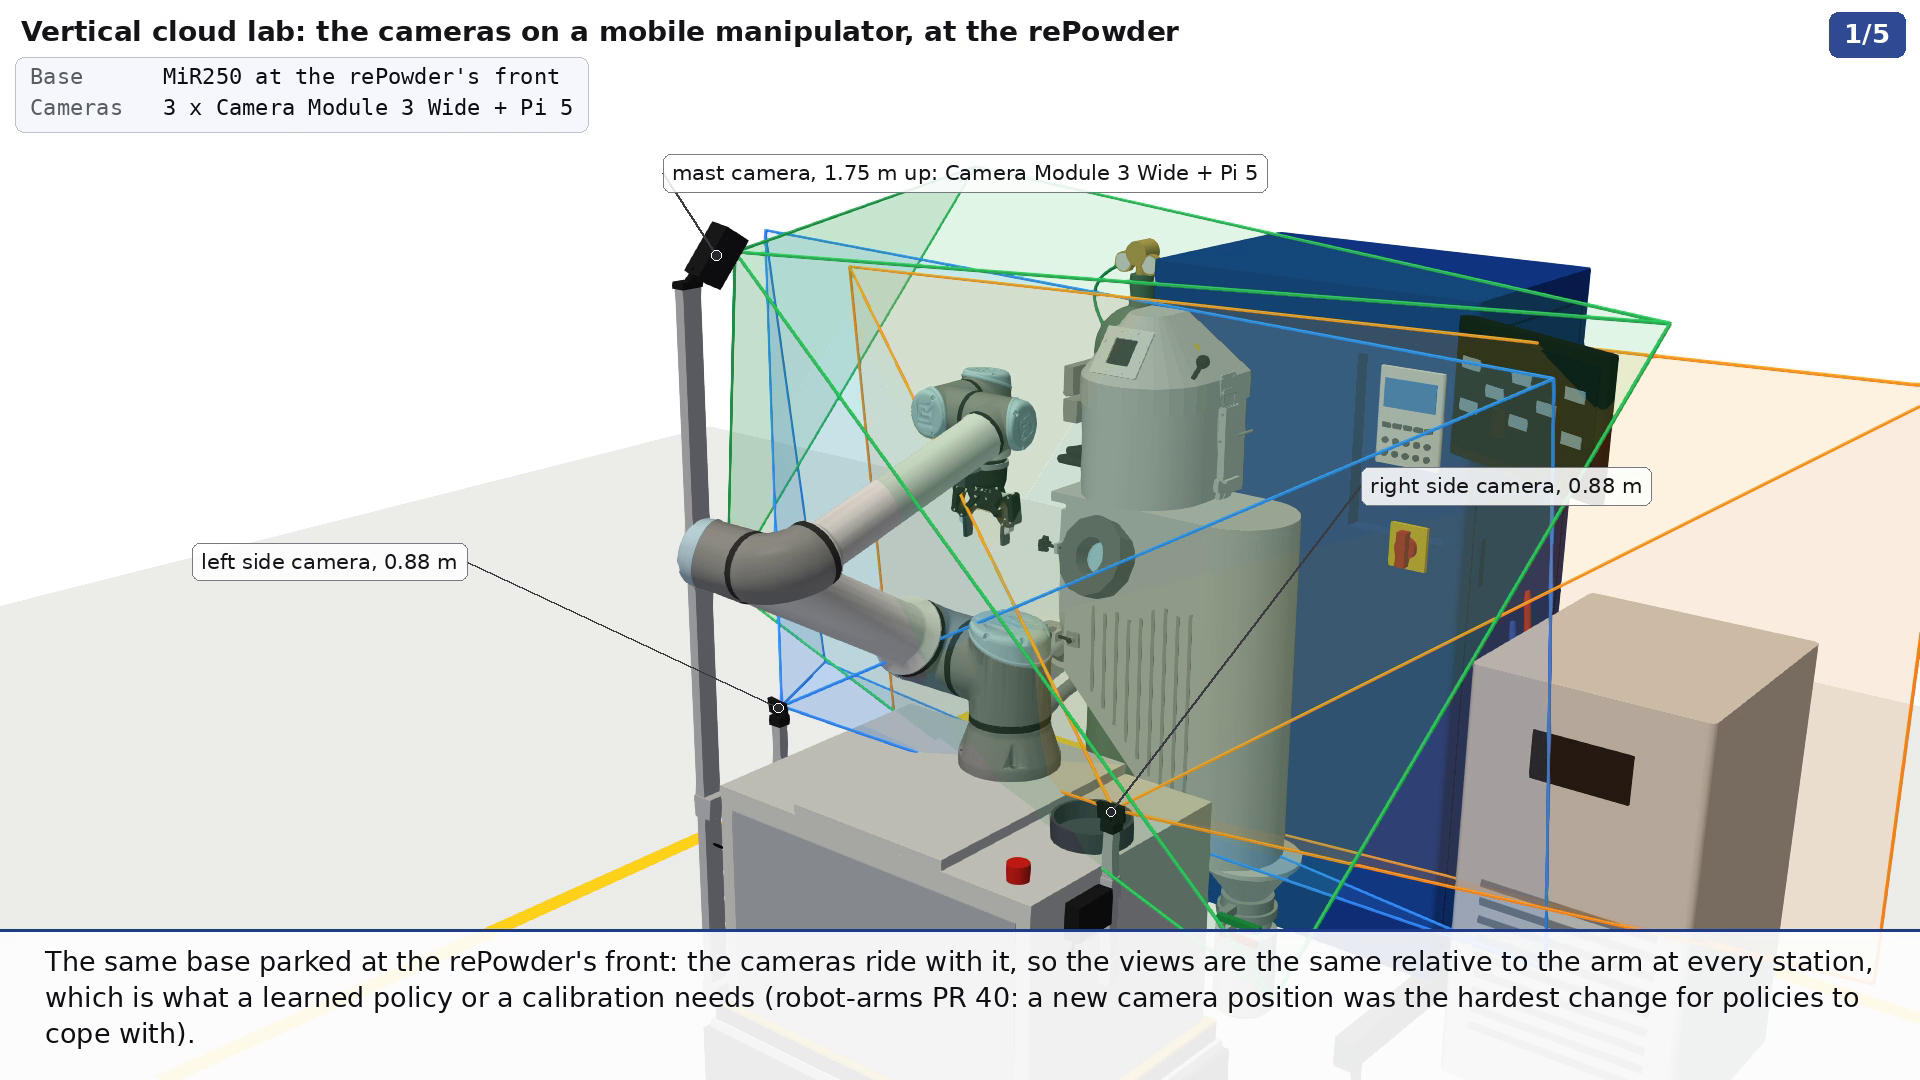 Vertical cloud lab: the cameras on a mobile manipulator, at the rePowder
1/5
Base MiR250 at the rePowder's front
Cameras 3 x Camera Module 3 Wide + Pi 5
mast camera, 1.75 m up: Camera Module 3 Wide + Pi 5
right side camera, 0.88 m
left side camera, 0.88 m
The same base parked at the rePowder's front: the cameras ride with it, so the views are the same relative to the arm at every station,
which is what a learned policy or a calibration needs (robot-arms PR 40: a new camera position was the hardest change for policies to
cope with).